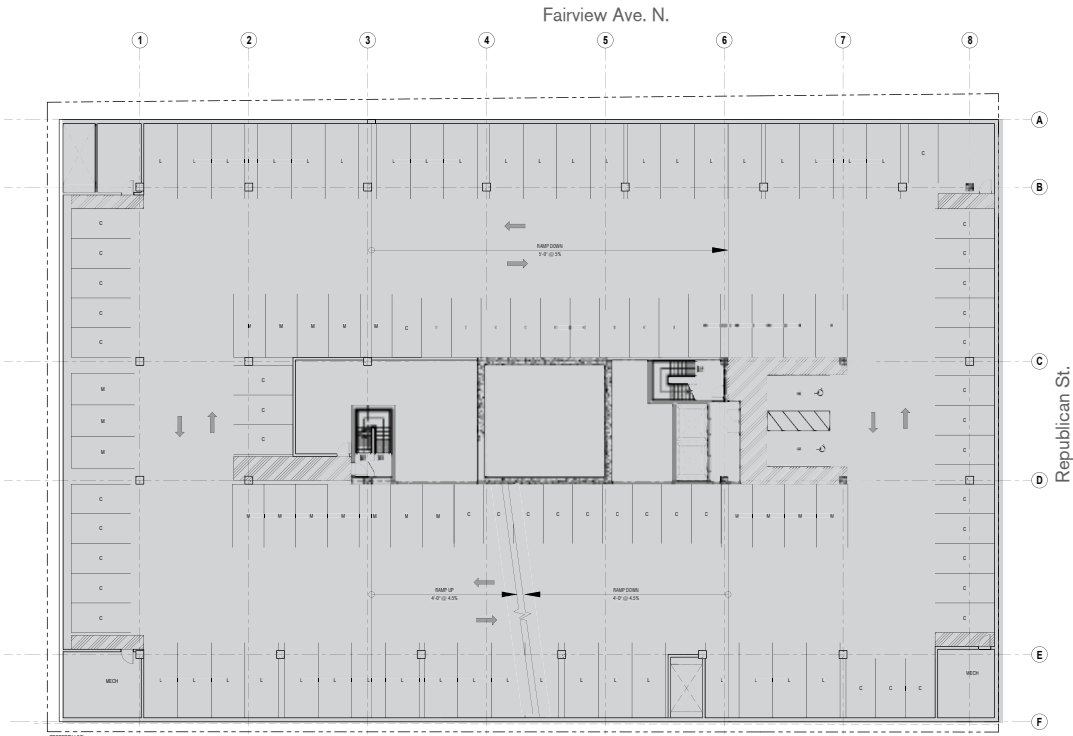 Fairview Ave. N.
1 2 3 4 5 6 7 8
A
L L L L L L L L L L L L L L L L L L L L L C
B
C
C
RAMP DOWN
5'-0" @ 5%
C
C
C
C
C
C
C
C
M M M M M C
C
M
M
M
C
C
C
C
C
C
Republican St.
D
M M M M M M M C C C C C C C C C M M M M
C
C
C
C
C
C
C
C
C
C
RAMP UP
4'-0" @ 4.5%
RAMP DOWN
4'-0" @ 4.5%
E
MECH
L L L L L L L L L L L L L L L L L L L C C C
MECH
F